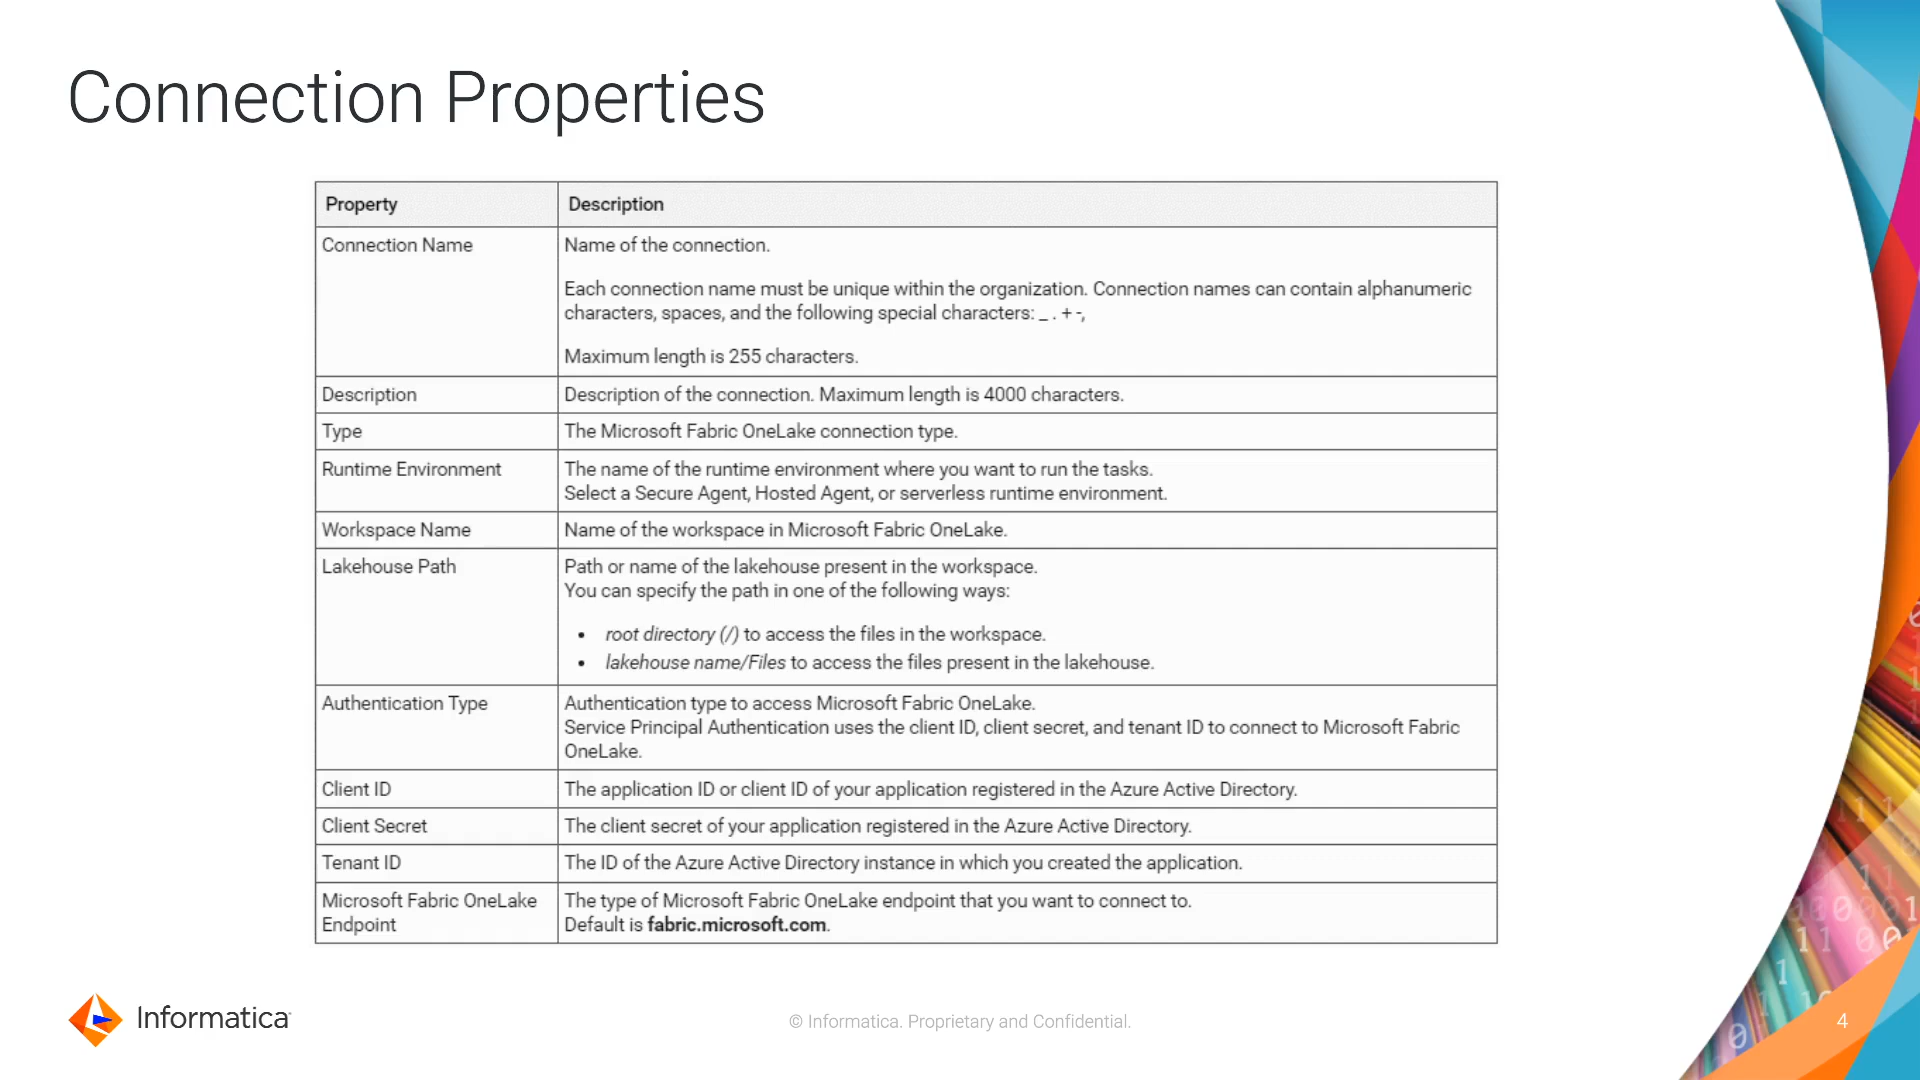 Connection Properties
Property Description
Connection Name Name of the connection.
Each connection name must be unique within the organization. Connection names can contain alphanumeric
characters, spaces, and the following special characters: _ . + -,
Maximum length is 255 characters.
Description Description of the connection. Maximum length is 4000 characters.
Type The Microsoft Fabric OneLake connection type.
Runtime Environment The name of the runtime environment where you want to run the tasks.
Select a Secure Agent, Hosted Agent, or serverless runtime environment.
Workspace Name Name of the workspace in Microsoft Fabric OneLake.
Lakehouse Path Path or name of the lakehouse present in the workspace.
You can specify the path in one of the following ways:
• root directory (/) to access the files in the workspace.
• lakehouse name/Files to access the files present in the lakehouse.
Authentication Type Authentication type to access Microsoft Fabric OneLake.
Service Principal Authentication uses the client ID, client secret, and tenant ID to connect to Microsoft Fabric
OneLake.
Client ID The application ID or client ID of your application registered in the Azure Active Directory.
Client Secret The client secret of your application registered in the Azure Active Directory.
Tenant ID The ID of the Azure Active Directory instance in which you created the application.
Microsoft Fabric OneLake The type of Microsoft Fabric OneLake endpoint that you want to connect to.
Endpoint Default is fabric.microsoft.com.
Informatica
© Informatica. Proprietary and Confidential.
4